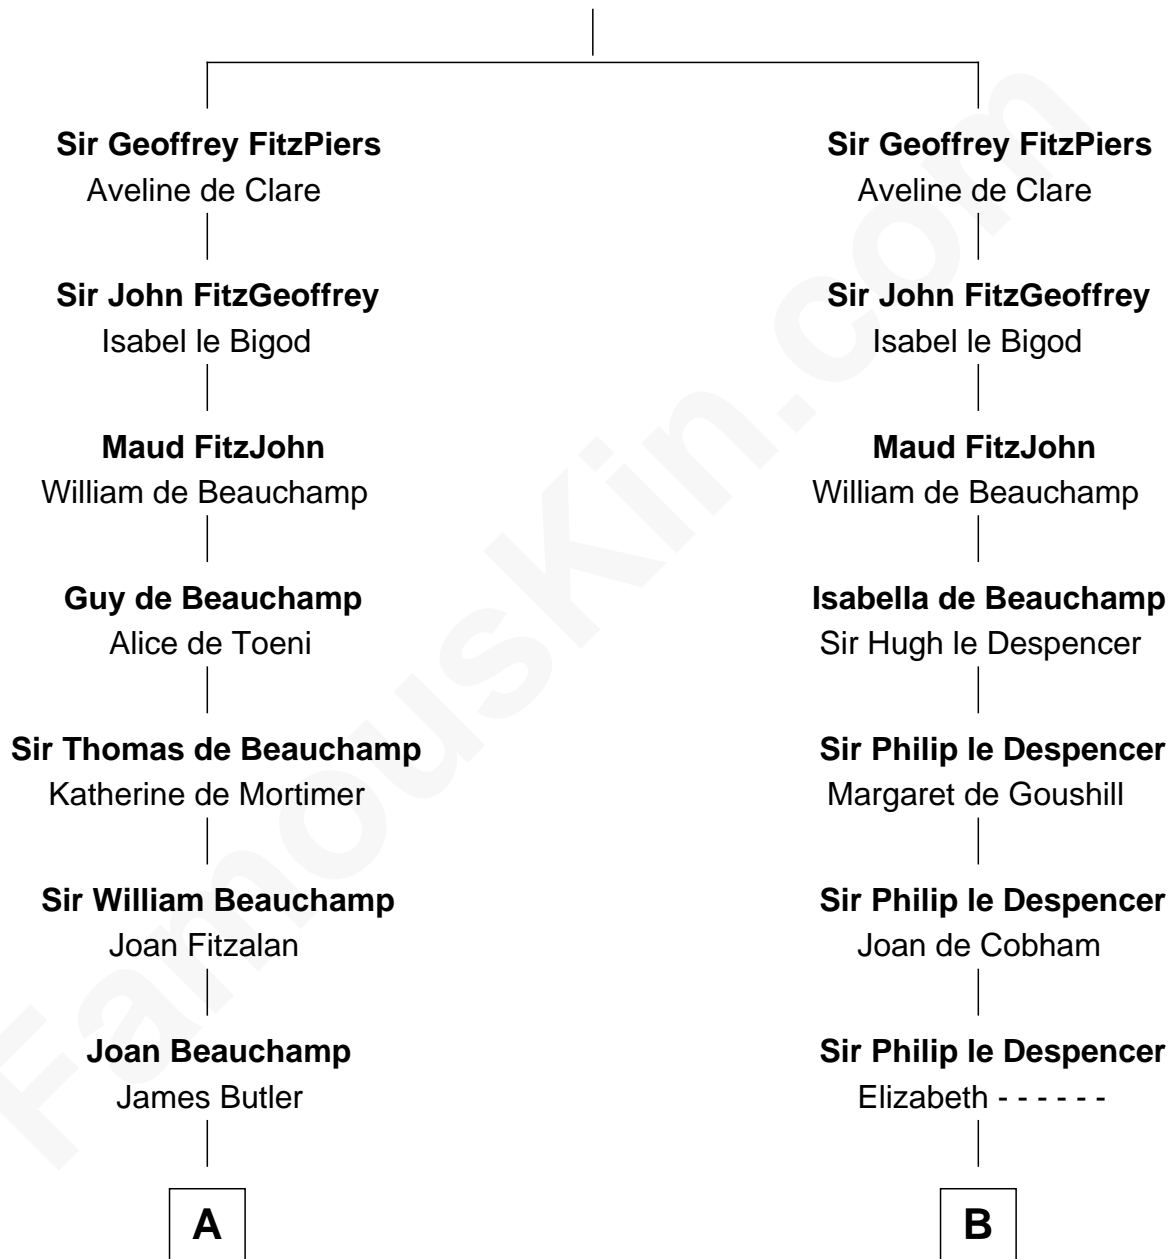 Sir Geoffrey FitzPiers
Aveline de Clare
Sir John FitzGeoffrey
Isabel le Bigod
Maud FitzJohn
William de Beauchamp
Guy de Beauchamp
Alice de Toeni
Sir Thomas de Beauchamp
Katherine de Mortimer
Sir William Beauchamp
Joan Fitzalan
Joan Beauchamp
James Butler
A
Sir Geoffrey FitzPiers
Aveline de Clare
Sir John FitzGeoffrey
Isabel le Bigod
Maud FitzJohn
William de Beauchamp
Isabella de Beauchamp
Sir Hugh le Despencer
Sir Philip le Despencer
Margaret de Goushill
Sir Philip le Despencer
Joan de Cobham
Sir Philip le Despencer
Elizabeth - - - - - -
B
FamousKin.com